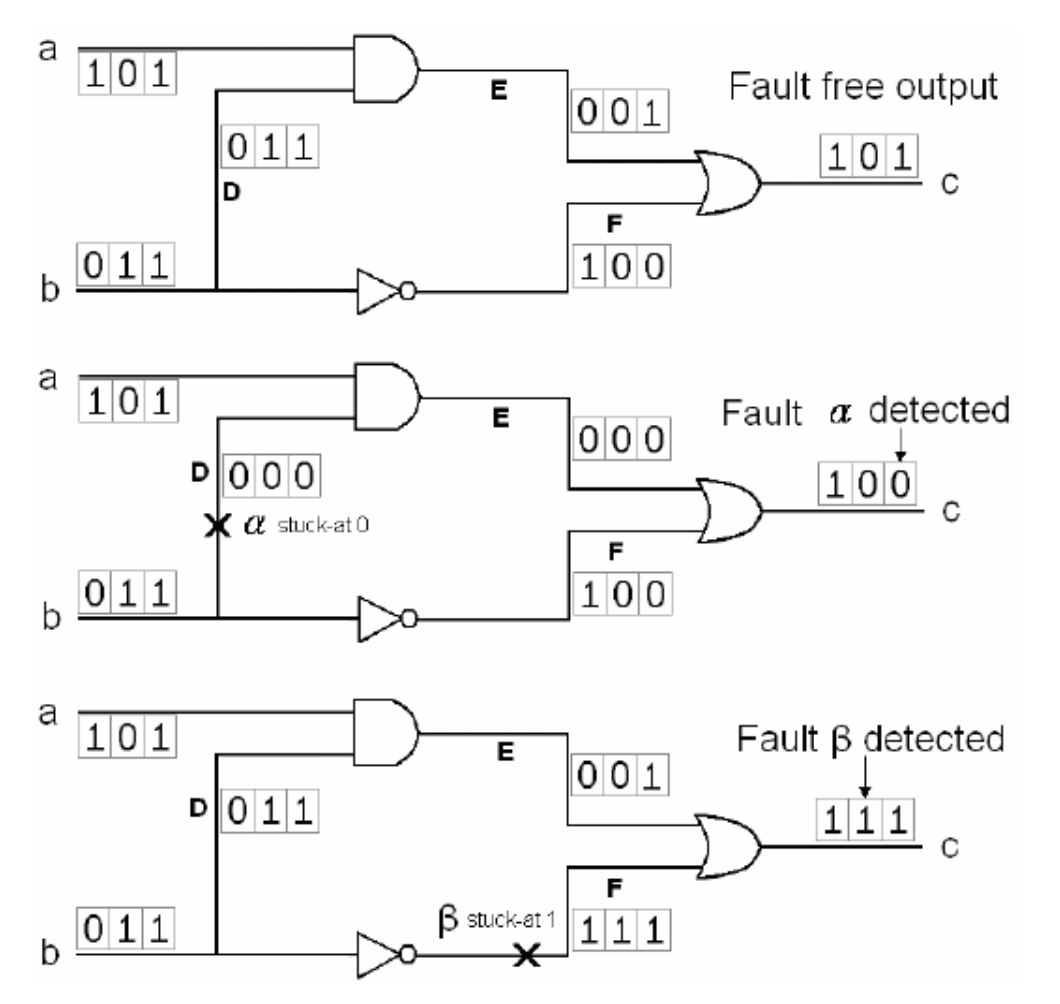 a
1 0 1
E
0 0 1
Fault free output
0 1 1
D
1 0 1
c
F
0 1 1
1 0 0
b
a
1 0 1
E
0 0 0
Fault α detected
D 0 0 0
1 0 0
c
α stuck-at 0
F
0 1 1
1 0 0
b
a
1 0 1
E
0 0 1
Fault β detected
D 0 1 1
1 1 1
c
F
0 1 1
β stuck-at 1
1 1 1
b